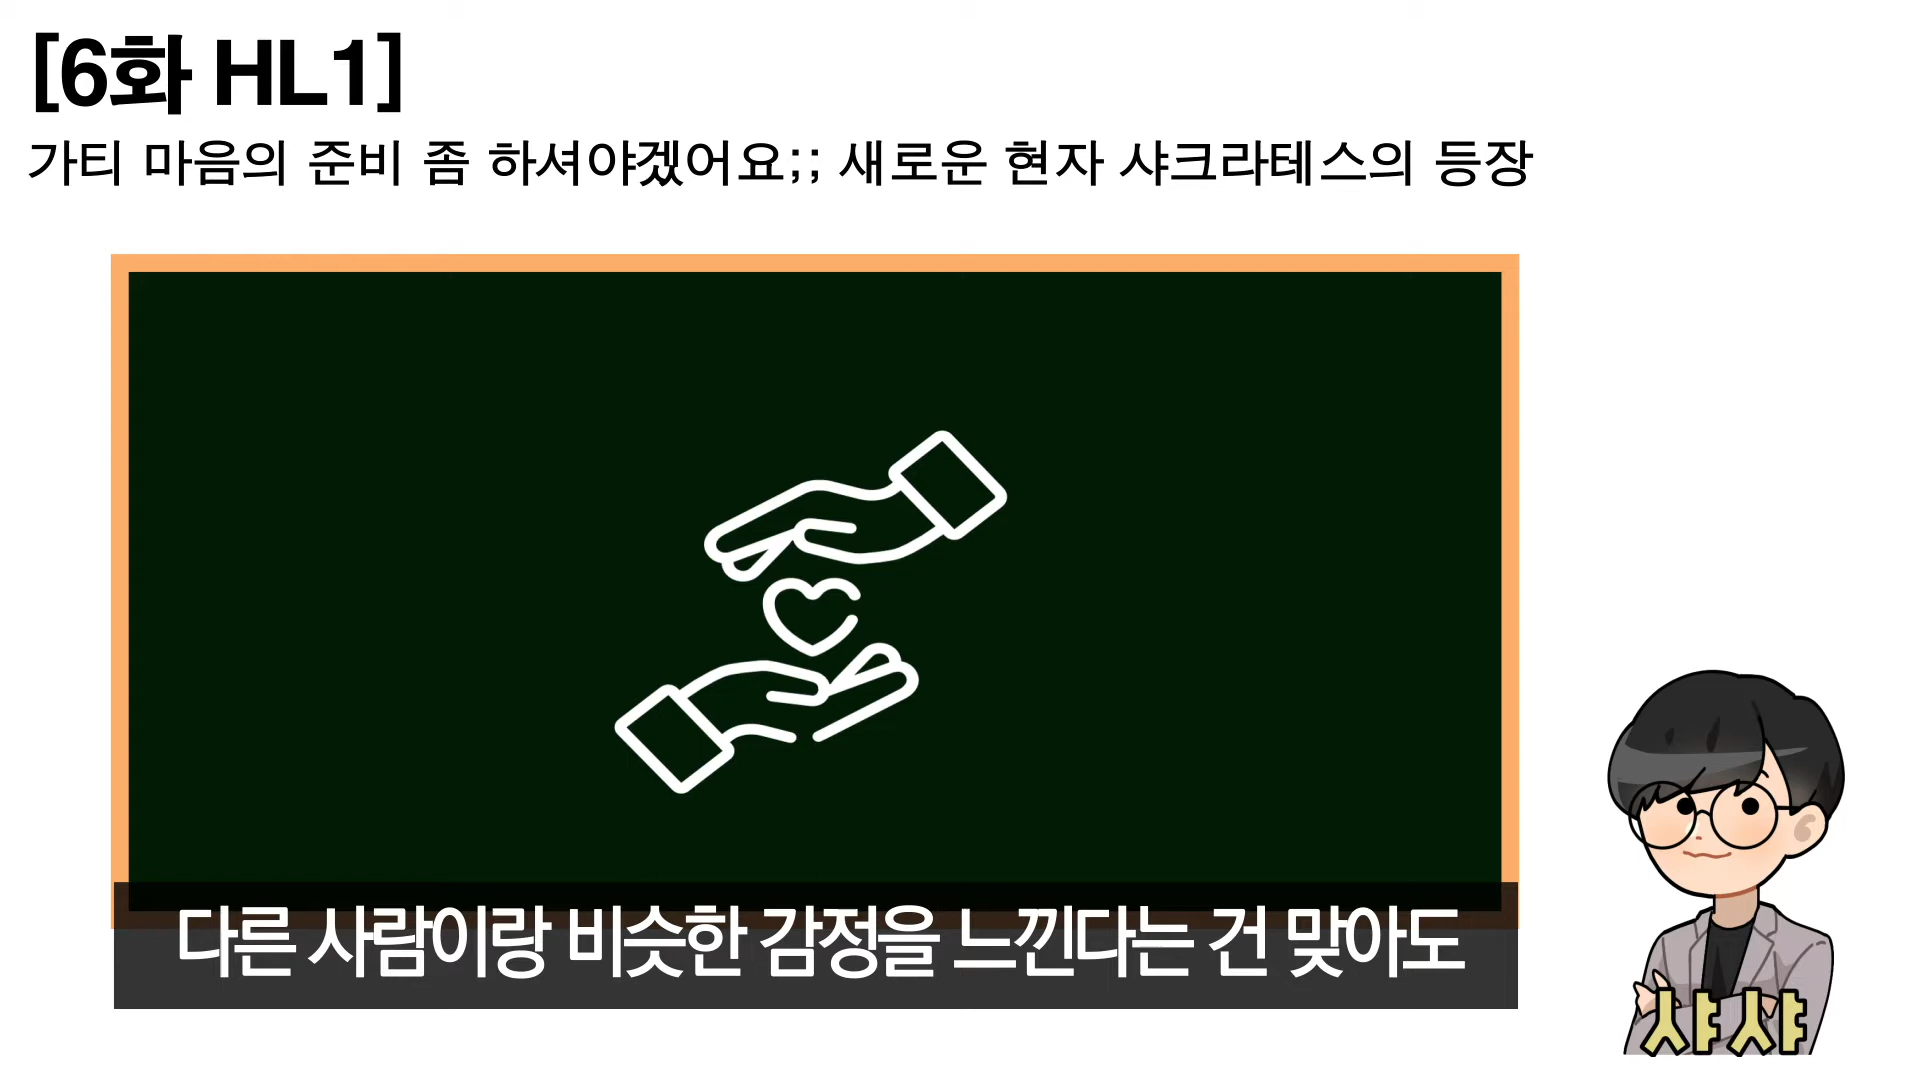 [6화 HL1]
가티 마음의 준비 좀 하셔야겠어요;; 새로운 현자 샤크라테스의 등장
다른 사람이랑 비슷한 감정을 느낀다는 건 맞아도
샤샤